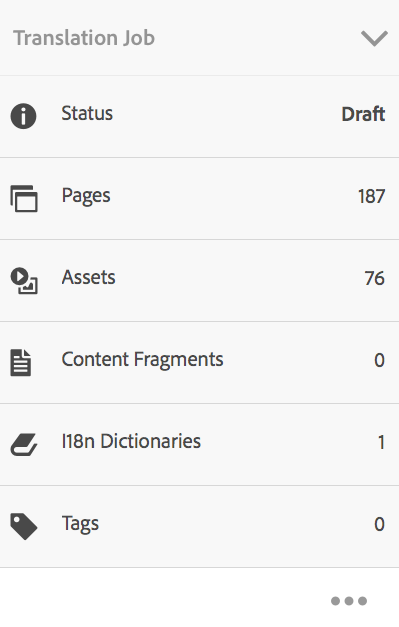 Translation Job
Status Draft
Pages 187
Assets 76
Content Fragments 0
I18n Dictionaries 1
Tags 0